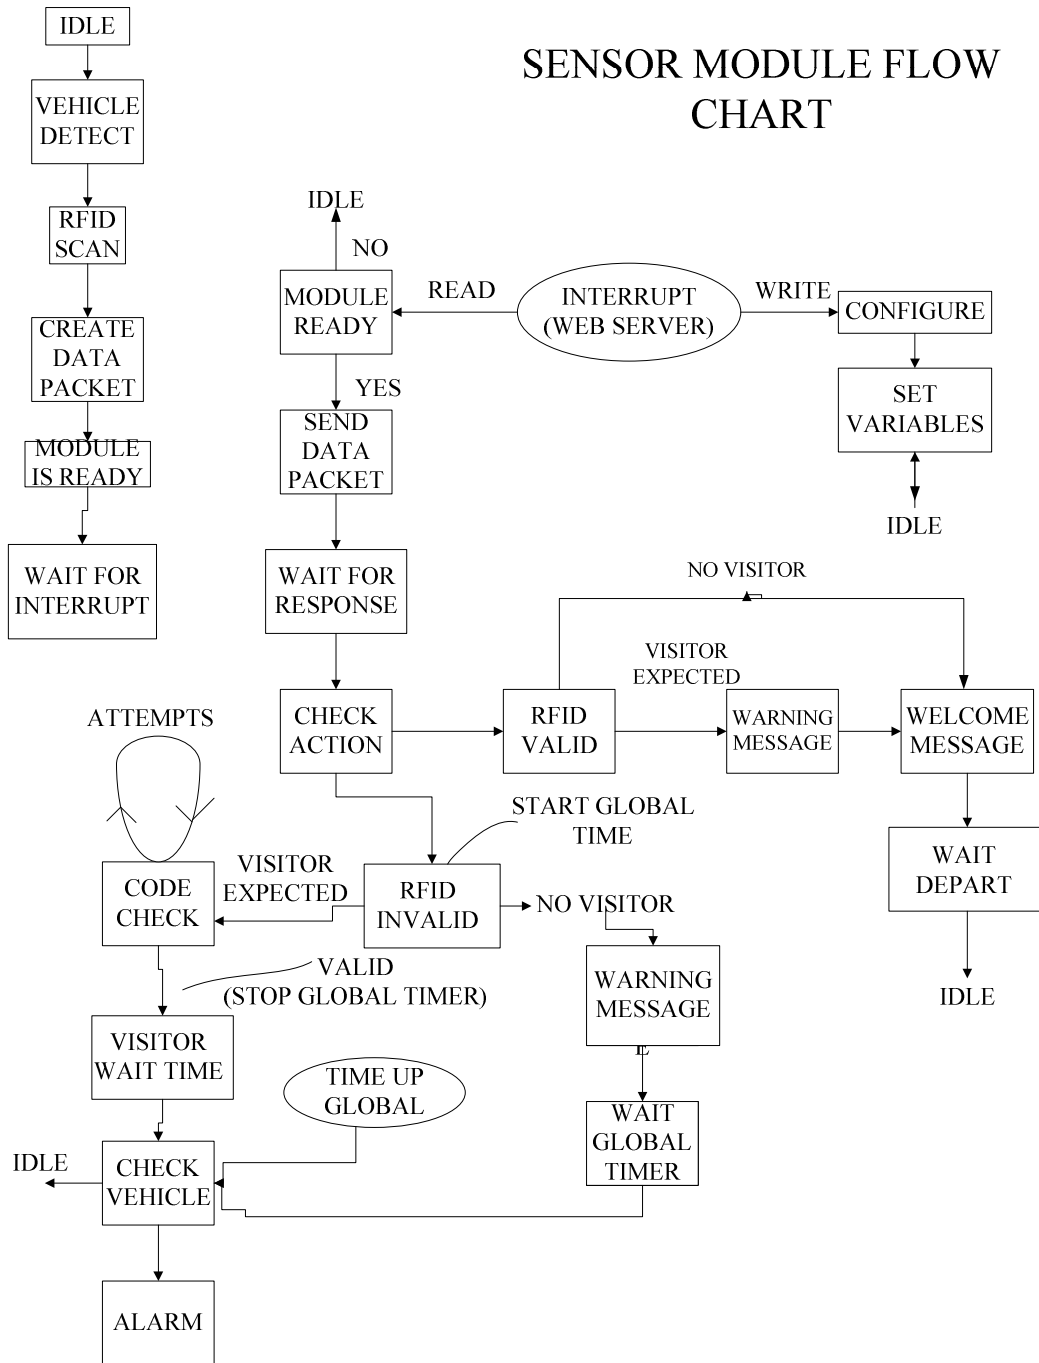 SENSOR MODULE FLOW
CHART
IDLE
VEHICLE
DETECT
RFID
SCAN
CREATE
DATA
PACKET
MODULE
IS READY
WAIT FOR
INTERRUPT
IDLE
NO
MODULE
READY
READ
INTERRUPT
(WEB SERVER)
WRITE
CONFIGURE
SET
VARIABLES
IDLE
YES
SEND
DATA
PACKET
WAIT FOR
RESPONSE
CHECK
ACTION
RFID
VALID
NO VISITOR
VISITOR
EXPECTED
WARNING
MESSAGE
WELCOME
MESSAGE
WAIT
DEPART
IDLE
START GLOBAL
TIME
RFID
INVALID
VISITOR
EXPECTED
ATTEMPTS
CODE
CHECK
VALID
(STOP GLOBAL TIMER)
VISITOR
WAIT TIME
NO VISITOR
WARNING
MESSAGE
E
WAIT
GLOBAL
TIMER
TIME UP
GLOBAL
CHECK
VEHICLE
IDLE
ALARM